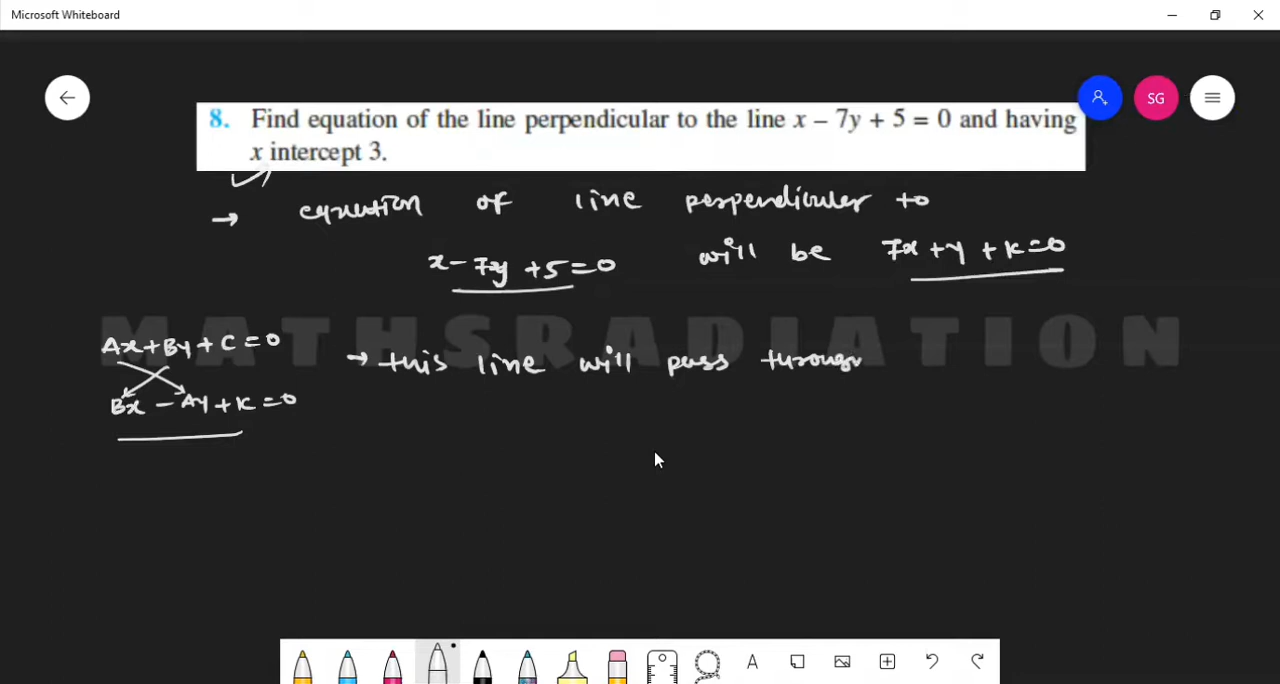 Microsoft Whiteboard
SG
8. Find equation of the line perpendicular to the line x – 7y + 5 = 0 and having
x intercept 3.
→ equation of line perpendicular to
x - 7y + 5 = 0 will be 7x + y + k = 0
MATHSRADIATION
Ax + By + C = 0
→ this line will pass through
Bx - Ay + k = 0
A